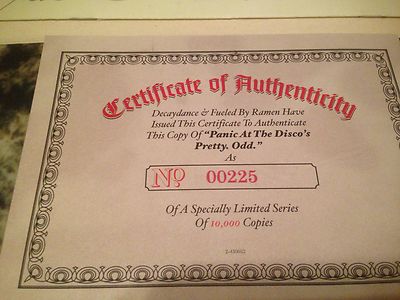 Certificate of Authenticity
Decaydance & Fueled By Ramen Have
Issued This Certificate To Authenticate
This Copy Of "Panic At The Disco's
Pretty. Odd."
As
Nº 00225
Of A Specially Limited Series
Of 10,000 Copies